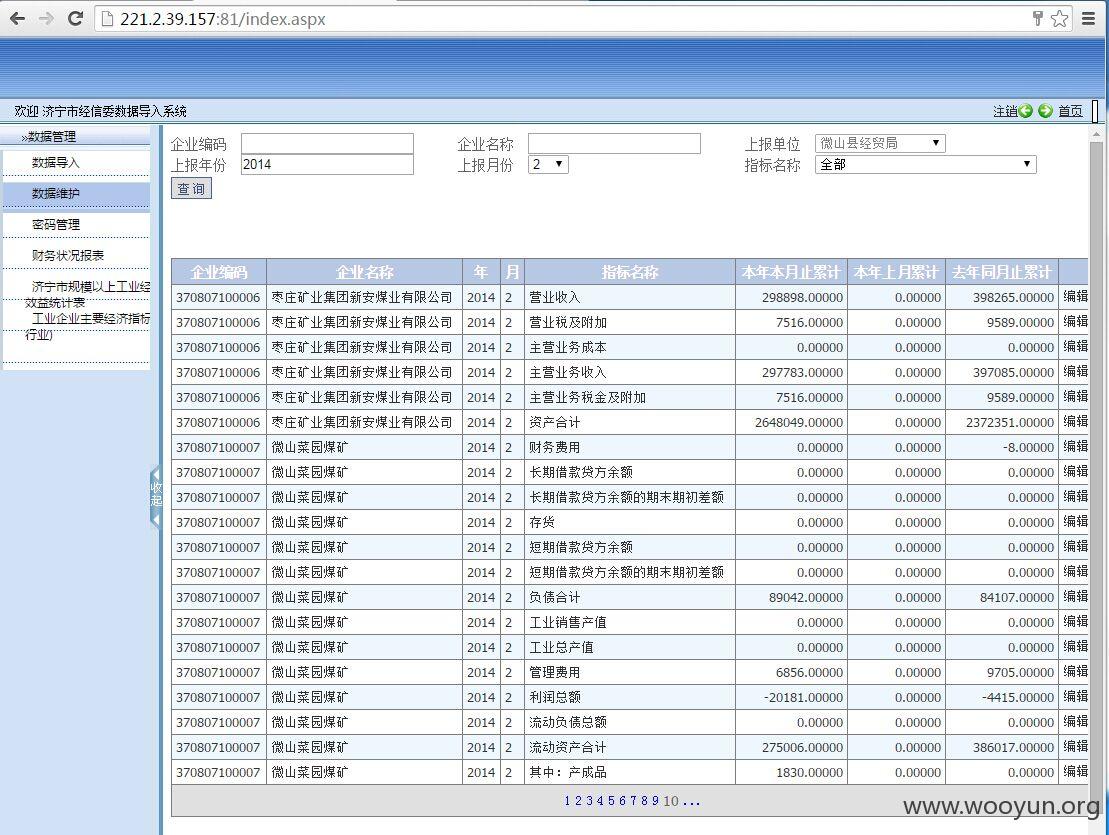 221.2.39.157:81/index.aspx
欢迎 济宁市经信委数据导入系统 注销 首页
»数据管理
数据导入
数据维护
密码管理
财务状况报表
济宁市规模以上工业经
效益统计表
工业企业主要经济指标
行业)
收起
企业编码 企业名称 上报单位 微山县经贸局
上报年份 2014 上报月份 2 指标名称 全部
查询
企业编码 企业名称 年 月 指标名称 本年本月止累计 本年上月累计 去年同月止累计
370807100006 枣庄矿业集团新安煤业有限公司 2014 2 营业收入 298898.00000 0.00000 398265.00000 编辑
370807100006 枣庄矿业集团新安煤业有限公司 2014 2 营业税及附加 7516.00000 0.00000 9589.00000 编辑
370807100006 枣庄矿业集团新安煤业有限公司 2014 2 主营业务成本 0.00000 0.00000 0.00000 编辑
370807100006 枣庄矿业集团新安煤业有限公司 2014 2 主营业务收入 297783.00000 0.00000 397085.00000 编辑
370807100006 枣庄矿业集团新安煤业有限公司 2014 2 主营业务税金及附加 7516.00000 0.00000 9589.00000 编辑
370807100006 枣庄矿业集团新安煤业有限公司 2014 2 资产合计 2648049.00000 0.00000 2372351.00000 编辑
370807100007 微山菜园煤矿 2014 2 财务费用 0.00000 0.00000 -8.00000 编辑
370807100007 微山菜园煤矿 2014 2 长期借款贷方余额 0.00000 0.00000 0.00000 编辑
370807100007 微山菜园煤矿 2014 2 长期借款贷方余额的期末期初差额 0.00000 0.00000 0.00000 编辑
370807100007 微山菜园煤矿 2014 2 存货 0.00000 0.00000 0.00000 编辑
370807100007 微山菜园煤矿 2014 2 短期借款贷方余额 0.00000 0.00000 0.00000 编辑
370807100007 微山菜园煤矿 2014 2 短期借款贷方余额的期末期初差额 0.00000 0.00000 0.00000 编辑
370807100007 微山菜园煤矿 2014 2 负债合计 89042.00000 0.00000 84107.00000 编辑
370807100007 微山菜园煤矿 2014 2 工业销售产值 0.00000 0.00000 0.00000 编辑
370807100007 微山菜园煤矿 2014 2 工业总产值 0.00000 0.00000 0.00000 编辑
370807100007 微山菜园煤矿 2014 2 管理费用 6856.00000 0.00000 9705.00000 编辑
370807100007 微山菜园煤矿 2014 2 利润总额 -20181.00000 0.00000 -4415.00000 编辑
370807100007 微山菜园煤矿 2014 2 流动负债总额 0.00000 0.00000 0.00000 编辑
370807100007 微山菜园煤矿 2014 2 流动资产合计 275006.00000 0.00000 386017.00000 编辑
370807100007 微山菜园煤矿 2014 2 其中：产成品 1830.00000 0.00000 0.00000 编辑
1 2 3 4 5 6 7 8 9 10 ...
www.wooyun.org